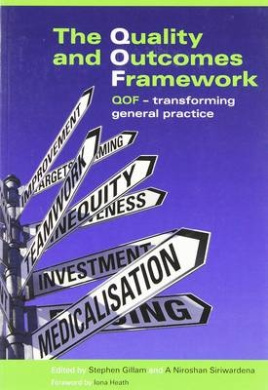 The Quality
and Outcomes
Framework
QOF – transforming
general practice
IMPROVEMENT
TARGETS
TEAMWORK
INEQUITY
INVESTMENT
MEDICALISATION
Edited by Stephen Gillam and A Niroshan Siriwardena
Foreword by Iona Heath